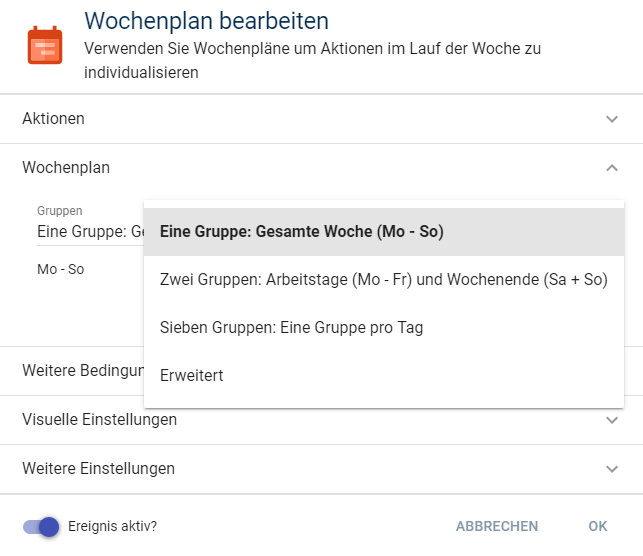 Wochenplan bearbeiten
Verwenden Sie Wochenpläne um Aktionen im Lauf der Woche zu
individualisieren
Aktionen
Wochenplan
Gruppen
Eine Gruppe: Ge
Eine Gruppe: Gesamte Woche (Mo - So)
Mo - So
Zwei Gruppen: Arbeitstage (Mo - Fr) und Wochenende (Sa + So)
Sieben Gruppen: Eine Gruppe pro Tag
Weitere Bedingun
Erweitert
Visuelle Einstellungen
Weitere Einstellungen
Ereignis aktiv?
ABBRECHEN
OK